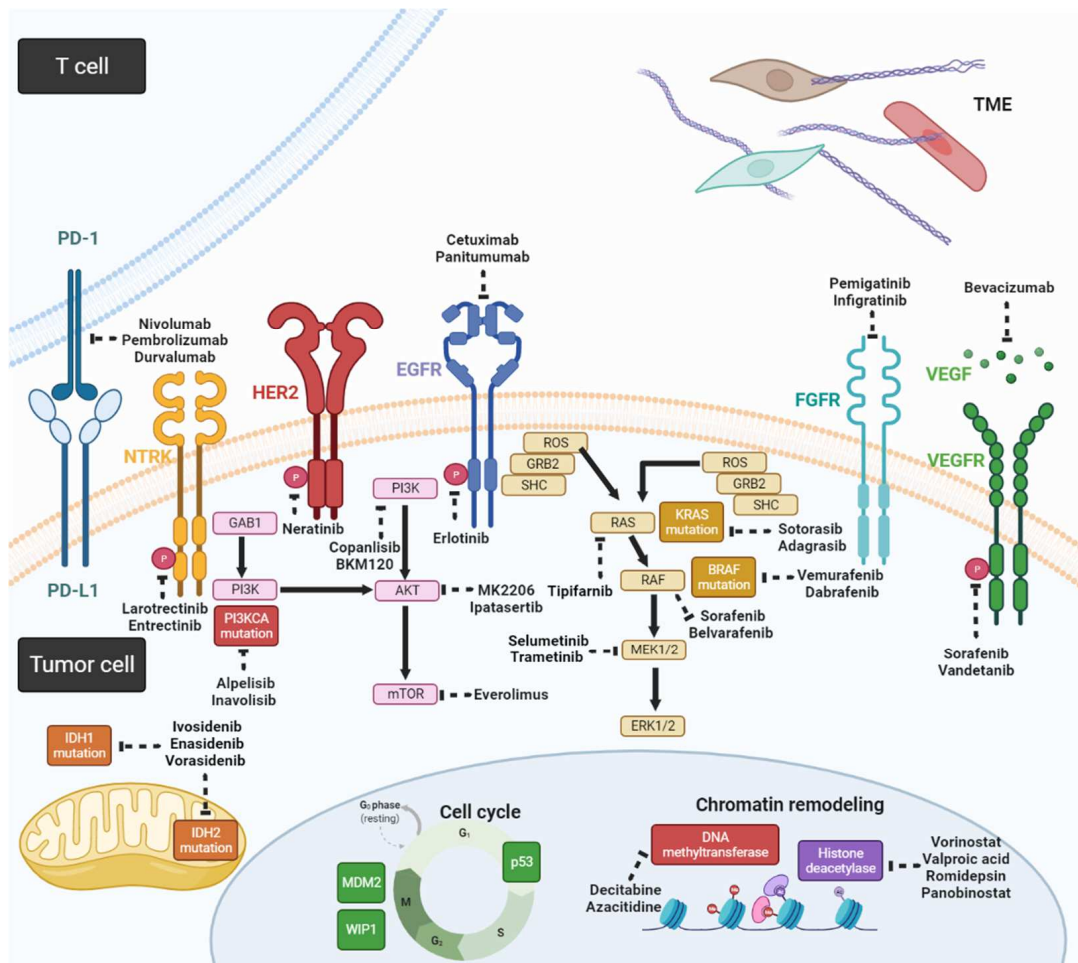 T cell
TME
PD-1
Cetuximab
Panitumumab
Pemigatinib
Infigratinib
Bevacizumab
Nivolumab
Pembrolizumab
Durvalumab
HER2
EGFR
FGFR
VEGF
NTRK
VEGFR
ROS
GRB2
SHC
ROS
GRB2
SHC
P
PI3K
P
GAB1
Neratinib
Copanlisib
BKM120
Erlotinib
RAS
KRAS
mutation
Sotorasib
Adagrasib
P
PD-L1
PI3K
AKT
MK2206
Ipatasertib
Tipifarnib
RAF
BRAF
mutation
Vemurafenib
Dabrafenib
P
Larotrectinib
Entrectinib
PI3KCA
mutation
Sorafenib
Belvarafenib
Selumetinib
Trametinib
MEK1/2
Sorafenib
Vandetanib
Tumor cell
Alpelisib
Inavolisib
mTOR
Everolimus
ERK1/2
IDH1
mutation
Ivosidenib
Enasidenib
Vorasidenib
IDH2
mutation
G₀ phase
(resting)
Cell cycle
G₁
p53
MDM2
WIP1
M
G₂
S
Chromatin remodeling
DNA
methyltransferase
Histone
deacetylase
Vorinostat
Valproic acid
Romidepsin
Panobinostat
Decitabine
Azacitidine